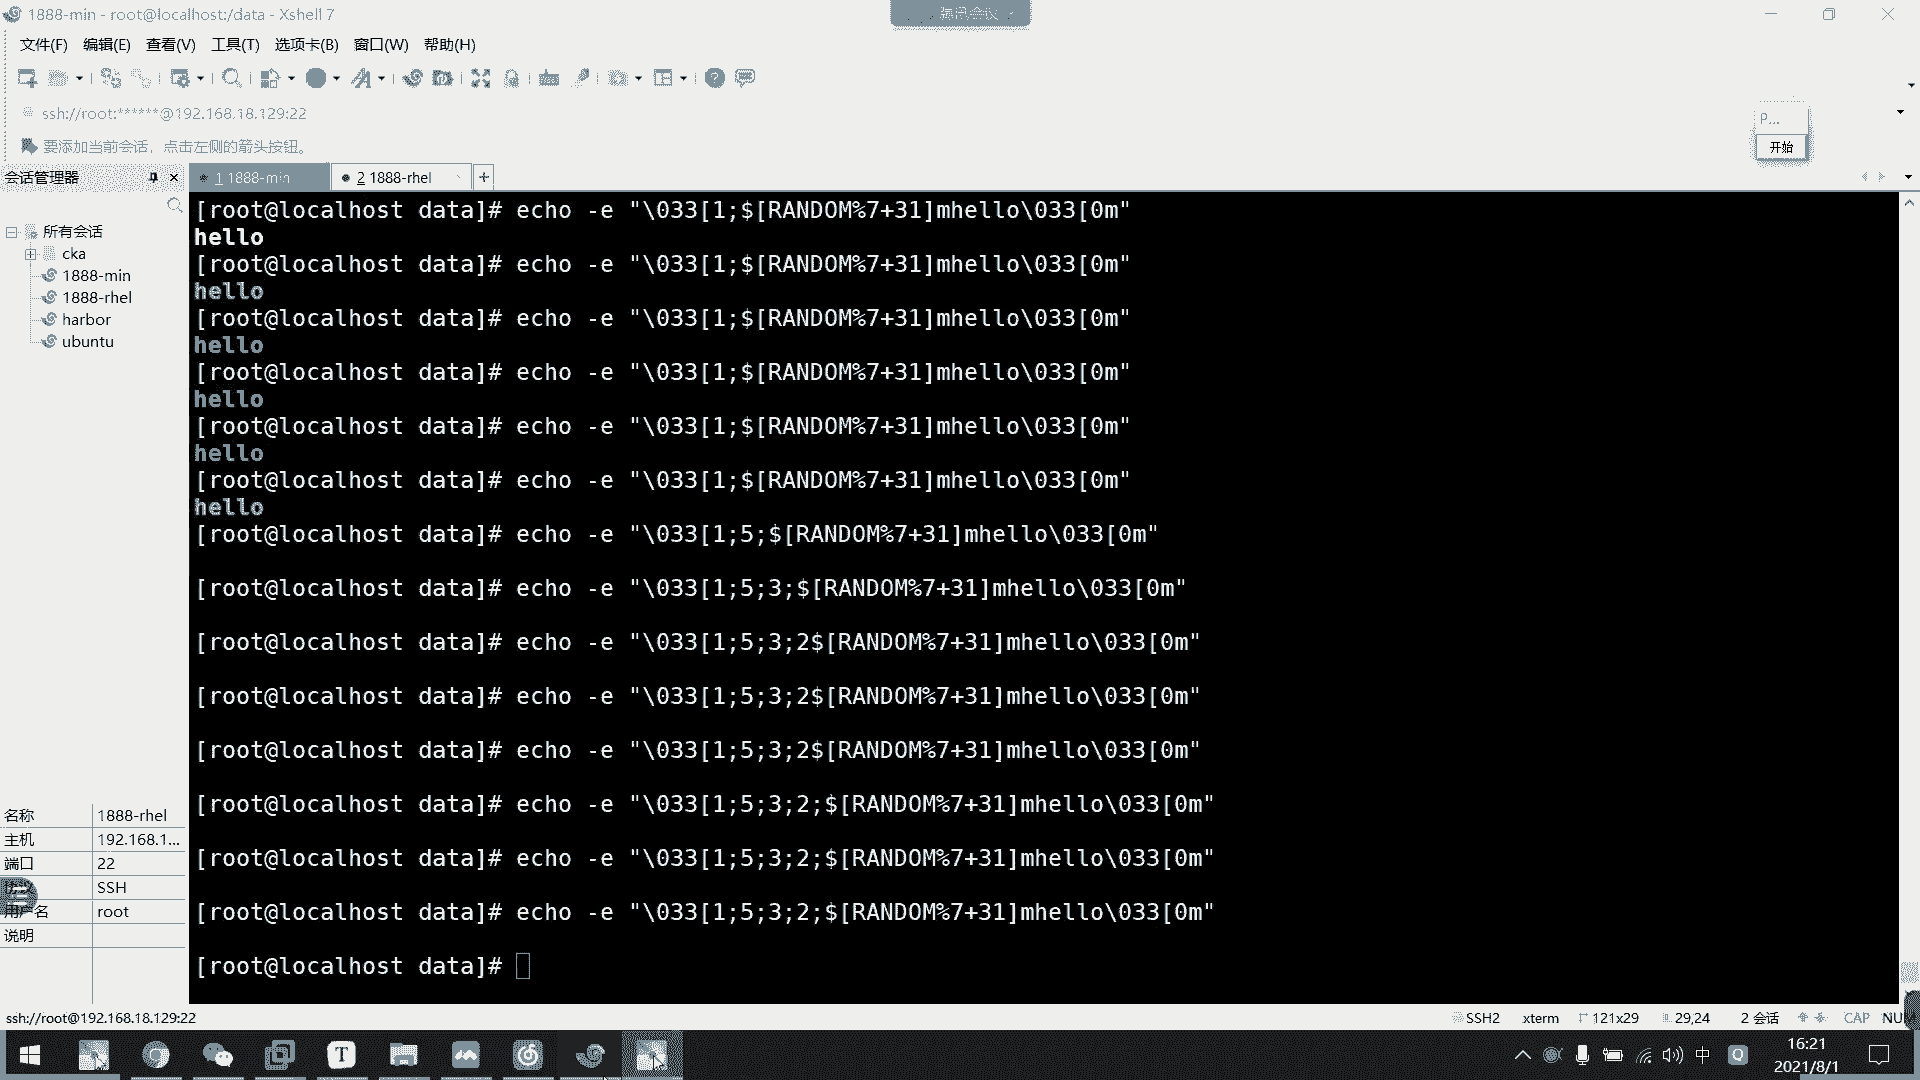 1888-min - root@localhost:/data - Xshell 7
腾讯会议
文件(F) 编辑(E) 查看(V) 工具(T) 选项卡(B) 窗口(W) 帮助(H)
ssh://root:******@192.168.18.129:22
P...
要添加当前会话，点击左侧的箭头按钮。
开始
会话管理器
1 1888-min
2 1888-rhel
所有会话
cka
1888-min
1888-rhel
harbor
ubuntu
名称 1888-rhel
主机 192.168.1...
端口 22
协议 SSH
用户名 root
说明
[root@localhost data]# echo -e "\033[1;$[RANDOM%7+31]mhello\033[0m"
hello
[root@localhost data]# echo -e "\033[1;$[RANDOM%7+31]mhello\033[0m"
hello
[root@localhost data]# echo -e "\033[1;$[RANDOM%7+31]mhello\033[0m"
hello
[root@localhost data]# echo -e "\033[1;$[RANDOM%7+31]mhello\033[0m"
hello
[root@localhost data]# echo -e "\033[1;$[RANDOM%7+31]mhello\033[0m"
hello
[root@localhost data]# echo -e "\033[1;$[RANDOM%7+31]mhello\033[0m"
hello
[root@localhost data]# echo -e "\033[1;5;$[RANDOM%7+31]mhello\033[0m"
[root@localhost data]# echo -e "\033[1;5;3;$[RANDOM%7+31]mhello\033[0m"
[root@localhost data]# echo -e "\033[1;5;3;2$[RANDOM%7+31]mhello\033[0m"
[root@localhost data]# echo -e "\033[1;5;3;2$[RANDOM%7+31]mhello\033[0m"
[root@localhost data]# echo -e "\033[1;5;3;2$[RANDOM%7+31]mhello\033[0m"
[root@localhost data]# echo -e "\033[1;5;3;2;$[RANDOM%7+31]mhello\033[0m"
[root@localhost data]# echo -e "\033[1;5;3;2;$[RANDOM%7+31]mhello\033[0m"
[root@localhost data]# echo -e "\033[1;5;3;2;$[RANDOM%7+31]mhello\033[0m"
[root@localhost data]#
ssh://root@192.168.18.129:22
SSH2 xterm 121x29 29,24 2 会话 CAP NUM
中
16:21
2021/8/1